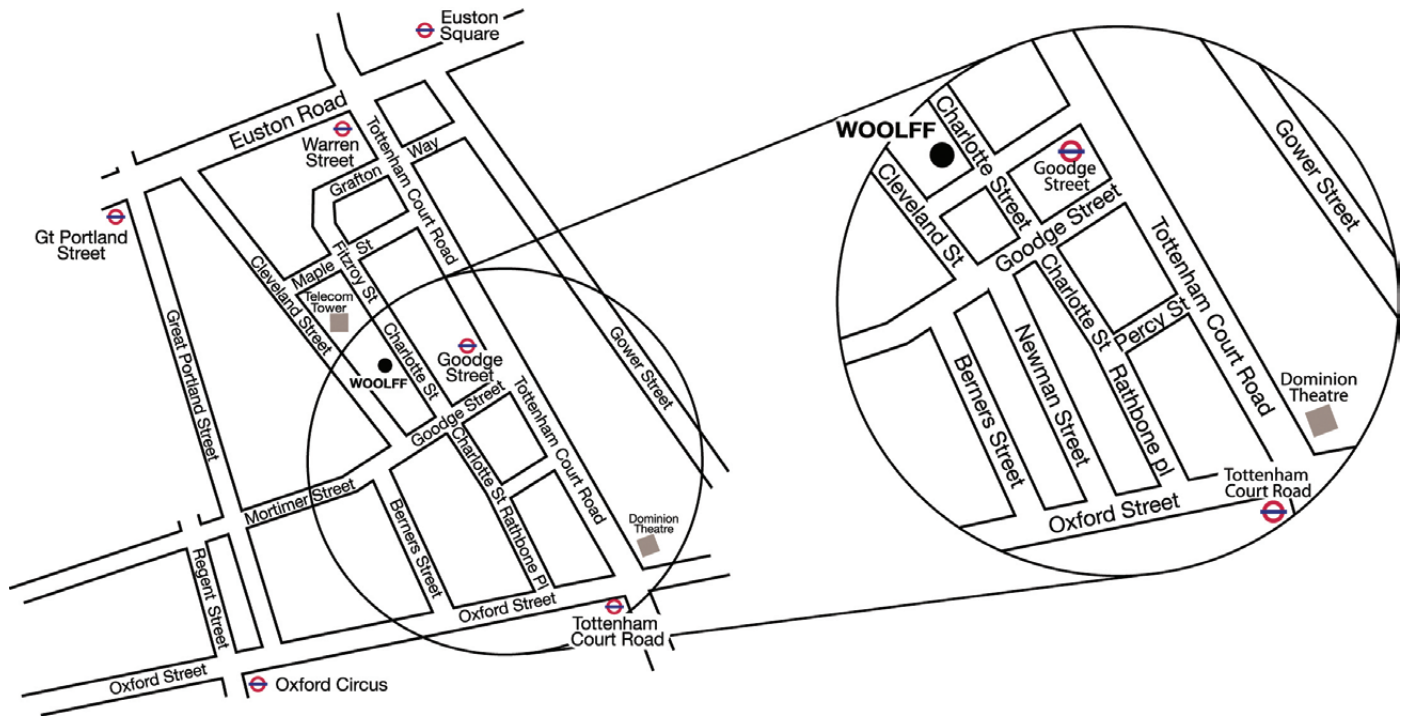 Euston
Square
Euston Road
Warren
Street
Tottenham Court Road
Way
Grafton
Gt Portland
Street
Maple St
Fitzroy St
Cleveland Street
Telecom
Tower
Great Portland Street
WOOLFF
Charlotte St
Goodge
Street
Gower Street
Goodge Street
Tottenham Court Road
Charlotte St
Rathbone Pl
Mortimer Street
Berners Street
Dominion
Theatre
Regent Street
Oxford Street
Tottenham
Court Road
Oxford Street
Oxford Circus
WOOLFF
Charlotte Street
Goodge
Street
Gower Street
Cleveland St
Goodge Street
Tottenham Court Road
Charlotte St
Percy St
Newman Street
Berners Street
Rathbone pl
Dominion
Theatre
Tottenham
Court Road
Oxford Street